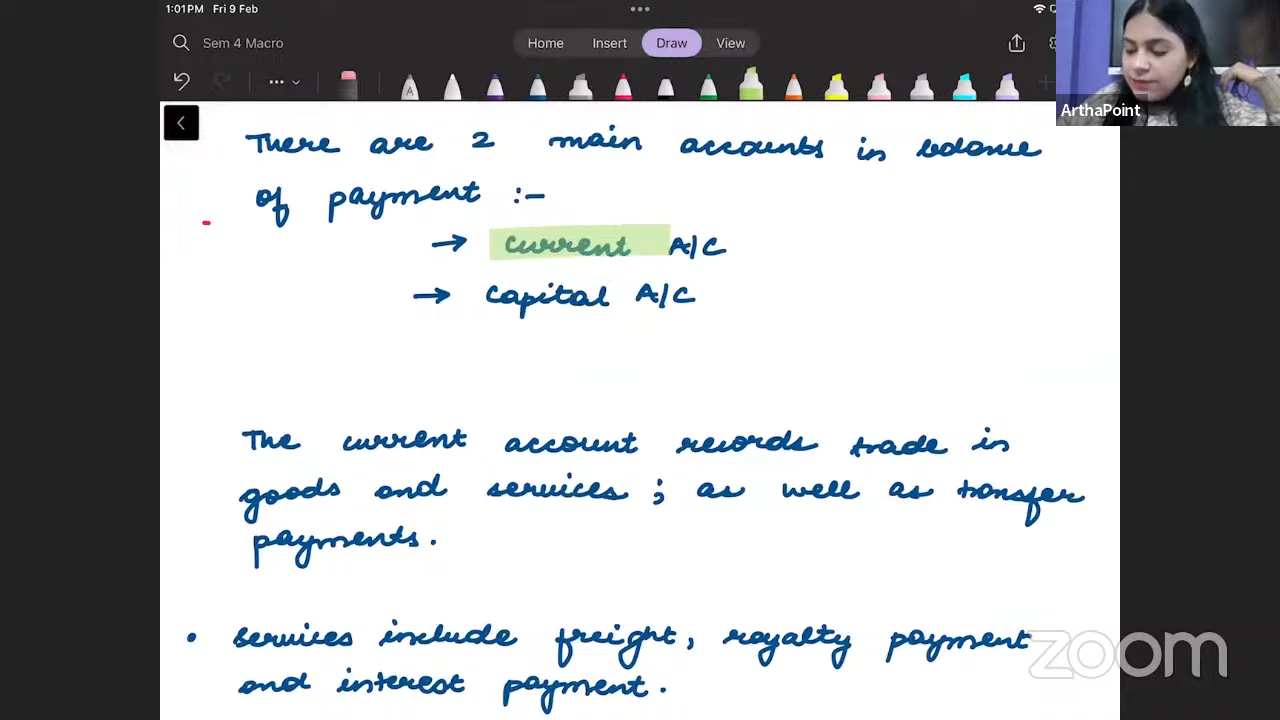 1:01PM Fri 9 Feb
Sem 4 Macro
Home Insert Draw View
ArthaPoint
There are 2 main accounts in balance
of payment :-
→ Current A/C
→ Capital A/C
The current account records trade in
goods and services ; as well as transfer
payments.
• Services include freight, royalty payment
and interest payment.
zoom